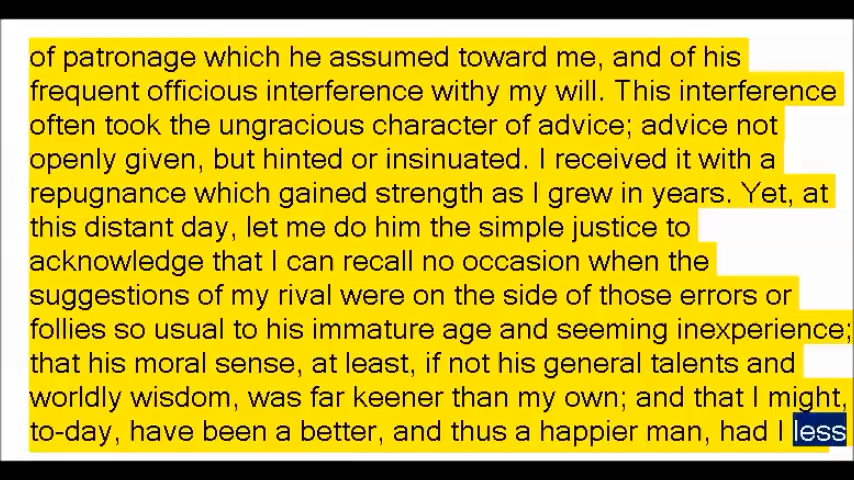 of patronage which he assumed toward me, and of his
frequent officious interference withy my will. This interference
often took the ungracious character of advice; advice not
openly given, but hinted or insinuated. I received it with a
repugnance which gained strength as I grew in years. Yet, at
this distant day, let me do him the simple justice to
acknowledge that I can recall no occasion when the
suggestions of my rival were on the side of those errors or
follies so usual to his immature age and seeming inexperience;
that his moral sense, at least, if not his general talents and
worldly wisdom, was far keener than my own; and that I might,
to-day, have been a better, and thus a happier man, had I less